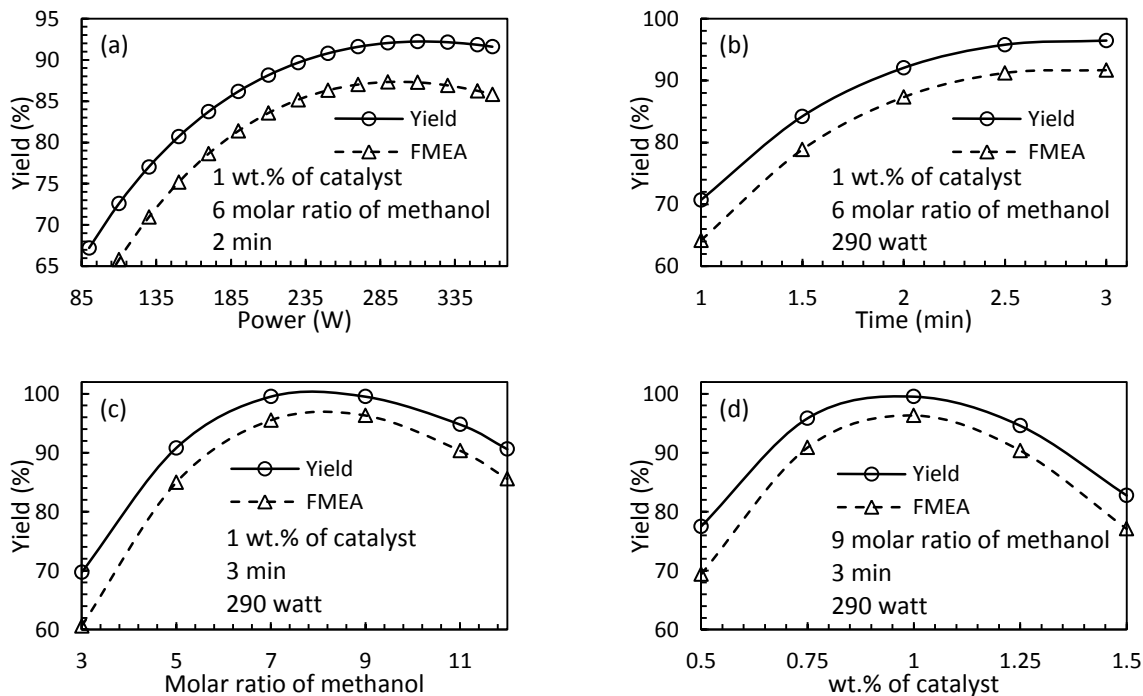 (a)
95
90
85
80
75
70
65
Yield (%)
Yield
FMEA
1 wt.% of catalyst
6 molar ratio of methanol
2 min
85 135 185 235 285 335
Power (W)
(b)
100
90
80
70
60
Yield (%)
Yield
FMEA
1 wt.% of catalyst
6 molar ratio of methanol
290 watt
1 1.5 2 2.5 3
Time (min)
(c)
100
90
80
70
60
Yield (%)
Yield
FMEA
1 wt.% of catalyst
3 min
290 watt
3 5 7 9 11
Molar ratio of methanol
(d)
100
90
80
70
60
Yield (%)
Yield
FMEA
9 molar ratio of methanol
3 min
290 watt
0.5 0.75 1 1.25 1.5
wt.% of catalyst